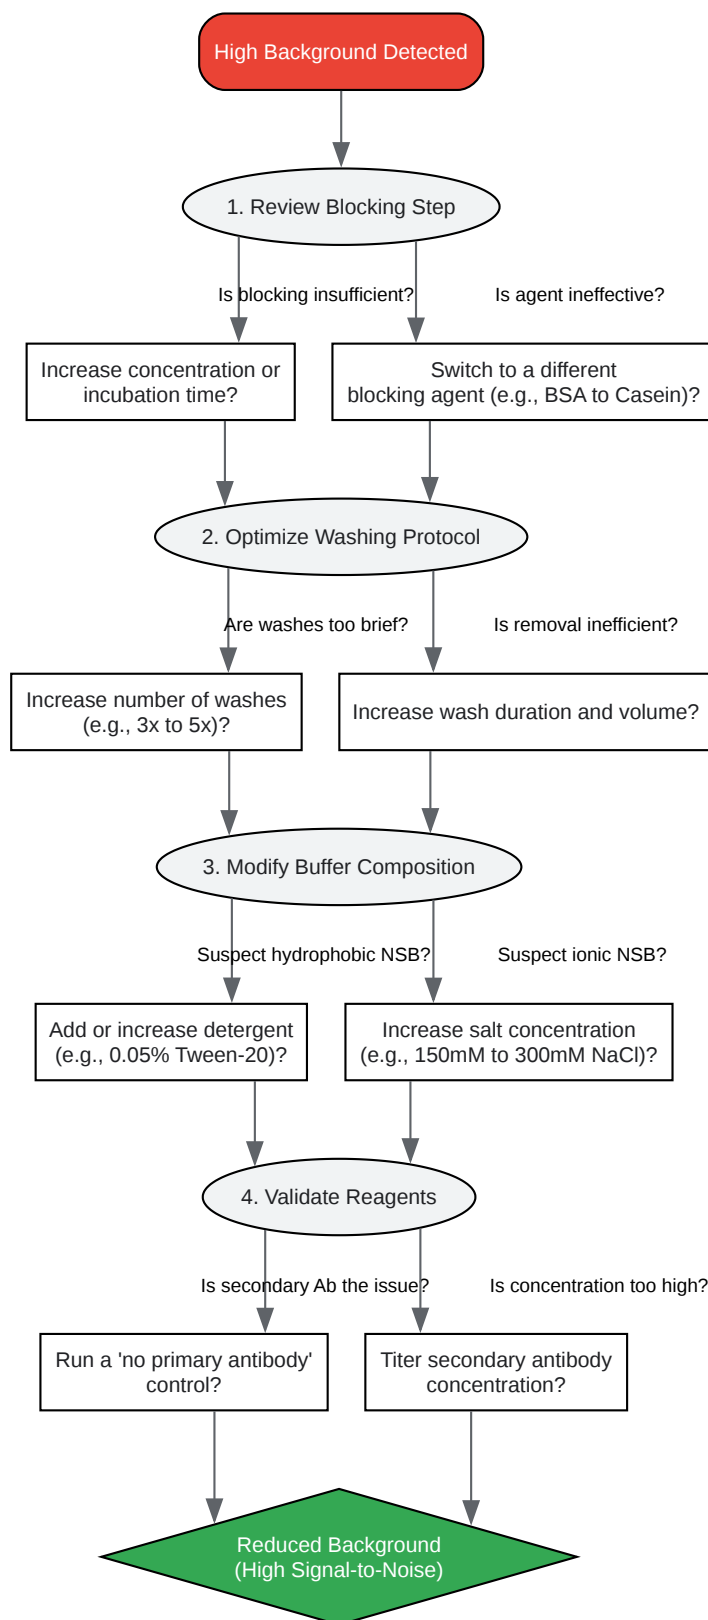 High Background Detected
1. Review Blocking Step
Is blocking insufficient?
Is agent ineffective?
Increase concentration or
incubation time?
Switch to a different
blocking agent (e.g., BSA to Casein)?
2. Optimize Washing Protocol
Are washes too brief?
Is removal inefficient?
Increase number of washes
(e.g., 3x to 5x)?
Increase wash duration and volume?
3. Modify Buffer Composition
Suspect hydrophobic NSB?
Suspect ionic NSB?
Add or increase detergent
(e.g., 0.05% Tween-20)?
Increase salt concentration
(e.g., 150mM to 300mM NaCl)?
4. Validate Reagents
Is secondary Ab the issue?
Is concentration too high?
Run a 'no primary antibody'
control?
Titer secondary antibody
concentration?
Reduced Background
(High Signal-to-Noise)